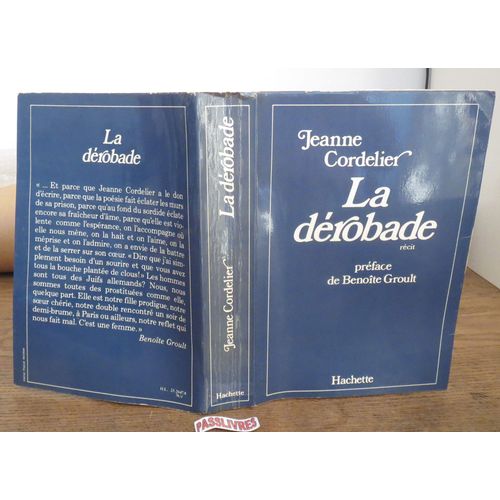 La
dérobade
« ... Et parce que Jeanne Cordelier a le don
d'écrire, parce que la poésie fait éclater les murs
de sa prison, parce qu'au fond du sordide éclate
encore sa fraîcheur d'âme, parce qu'elle est vio-
lente comme l'espérance, on l'accompagne où
elle nous mène, on la hait et on l'aime, on la
méprise et on l'admire, on a envie de la battre
et de la serrer sur son cœur. « Dire que j'ai sim-
plement besoin d'un sourire et que vous avez
tous la bouche plantée de clous! » Les hommes
sont tous des Juifs allemands? Nous, nous
sommes toutes des prostituées comme elle,
quelque part. Elle est notre fille prodigue, notre
sœur chérie, notre double rencontré un soir de
demi-brume, à Paris ou ailleurs, notre reflet qui
nous fait mal. C'est une femme. »
Benoîte Groult
Jeanne Cordelier
La dérobade
Hachette
Jeanne
Cordelier
La
dérobade
récit
préface
de Benoîte Groult
Hachette
PASSLIVRES